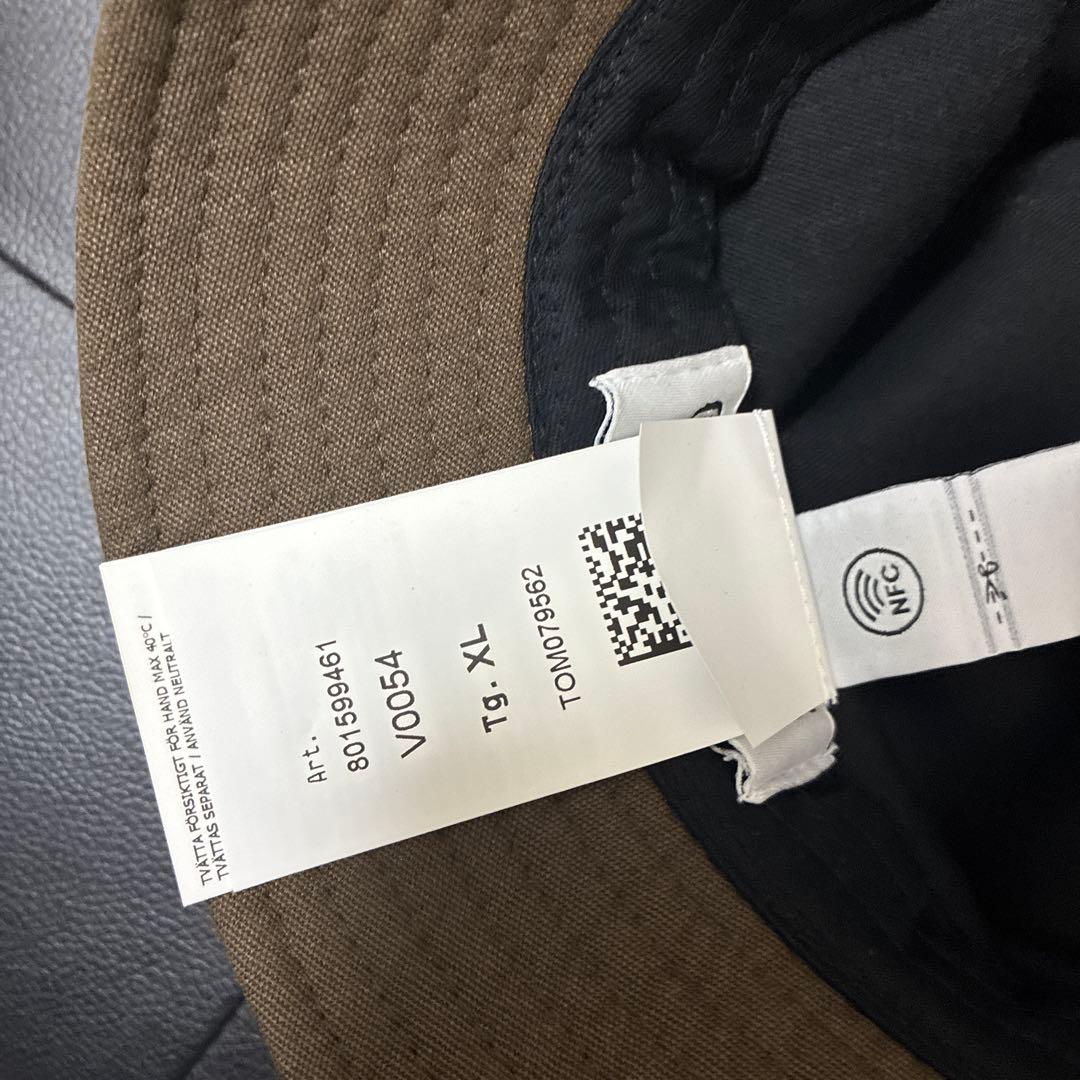 TVÄTTA FÖRSIKTIGT FÖR HAND MAX 40°C /
TVÄTTAS SEPARAT / ANVÄND NEUTRALT
Art.
801599461
V0054
Tg. XL
TOM079562
NFC